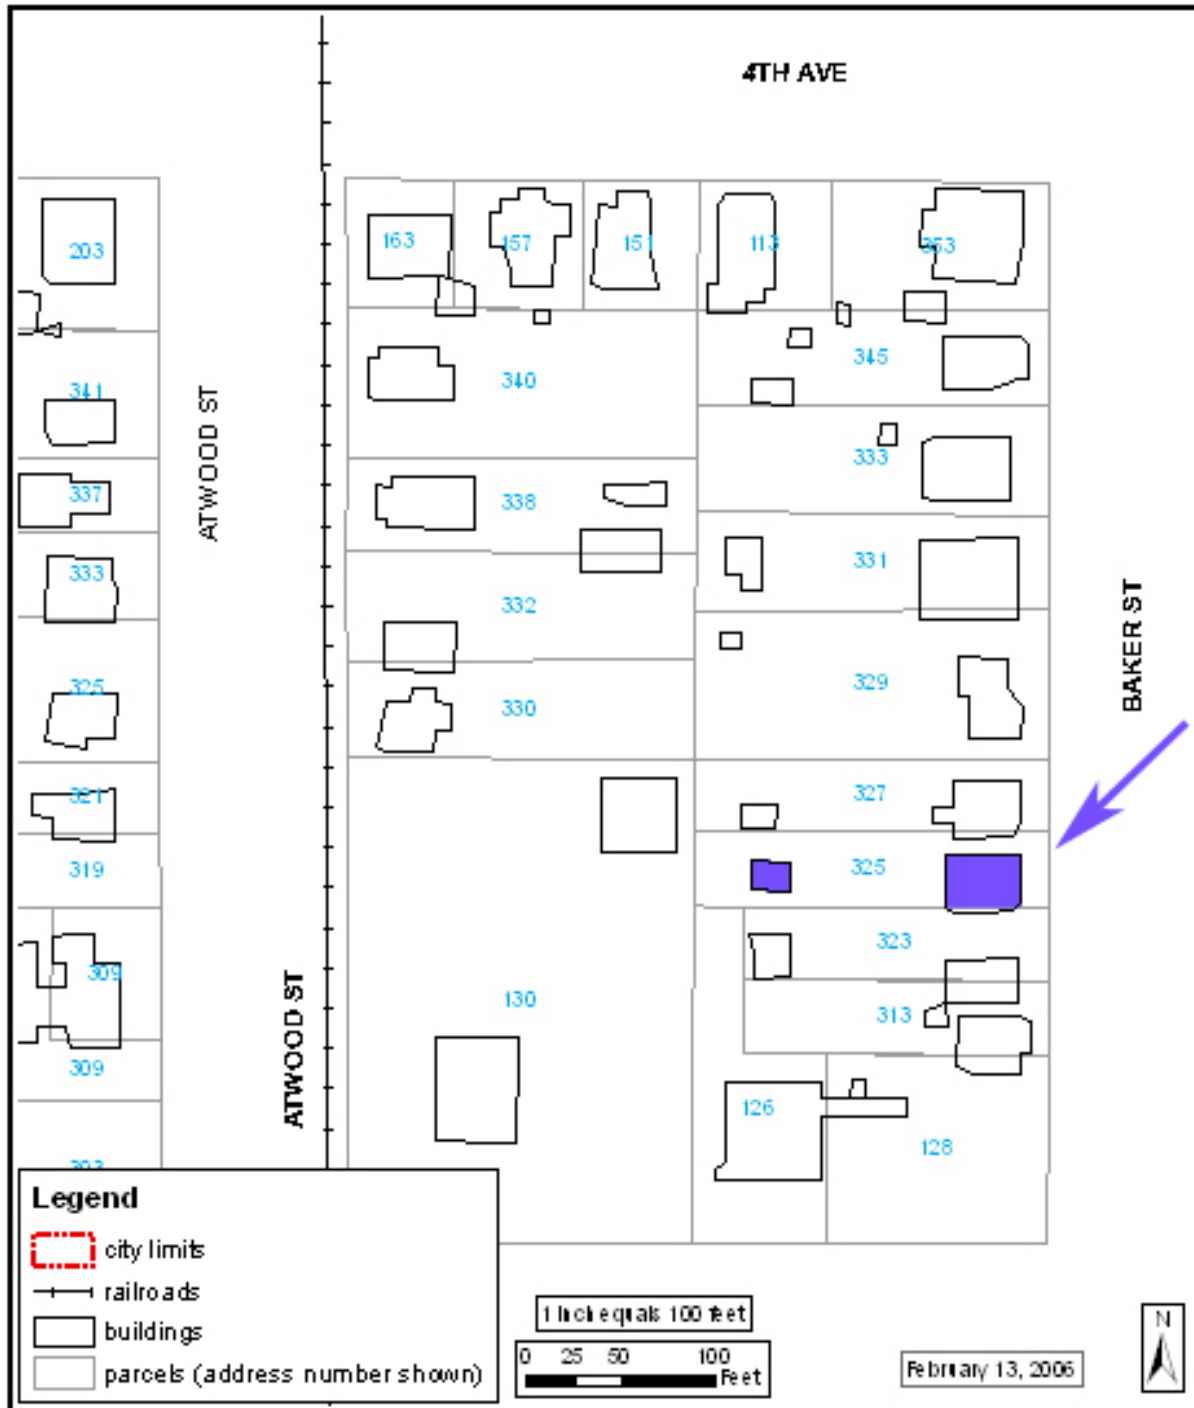 4TH AVE
163
157
151
113
353
203
345
340
341
ATWOOD ST
333
337
338
331
333
332
BAKER ST
325
330
329
321
327
319
325
323
309
ATWOOD ST
130
313
309
126
128
303
Legend
city limits
railroads
buildings
parcels (address number shown)
1 inch equals 100 feet
0 25 50 100
Feet
February 13, 2006
N